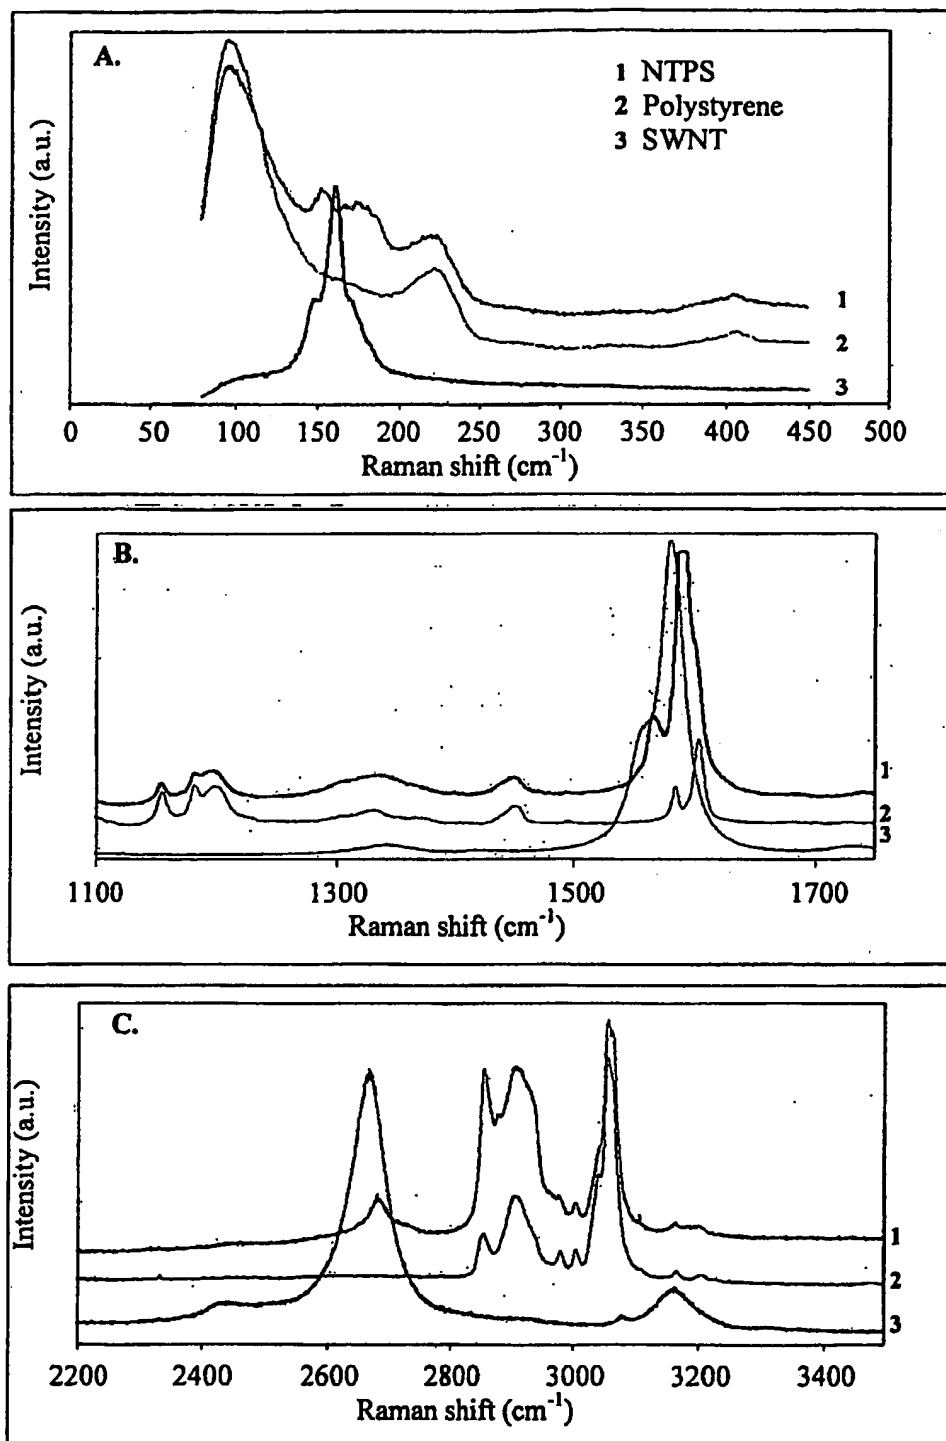 A.
1 NTPS
2 Polystyrene
3 SWNT
Intensity (a.u.)
1
2
3
0 50 100 150 200 250 300 350 400 450 500
Raman shift (cm⁻¹)
B.
Intensity (a.u.)
1
2
3
1100 1300 1500 1700
Raman shift (cm⁻¹)
C.
Intensity (a.u.)
1
2
3
2200 2400 2600 2800 3000 3200 3400
Raman shift (cm⁻¹)